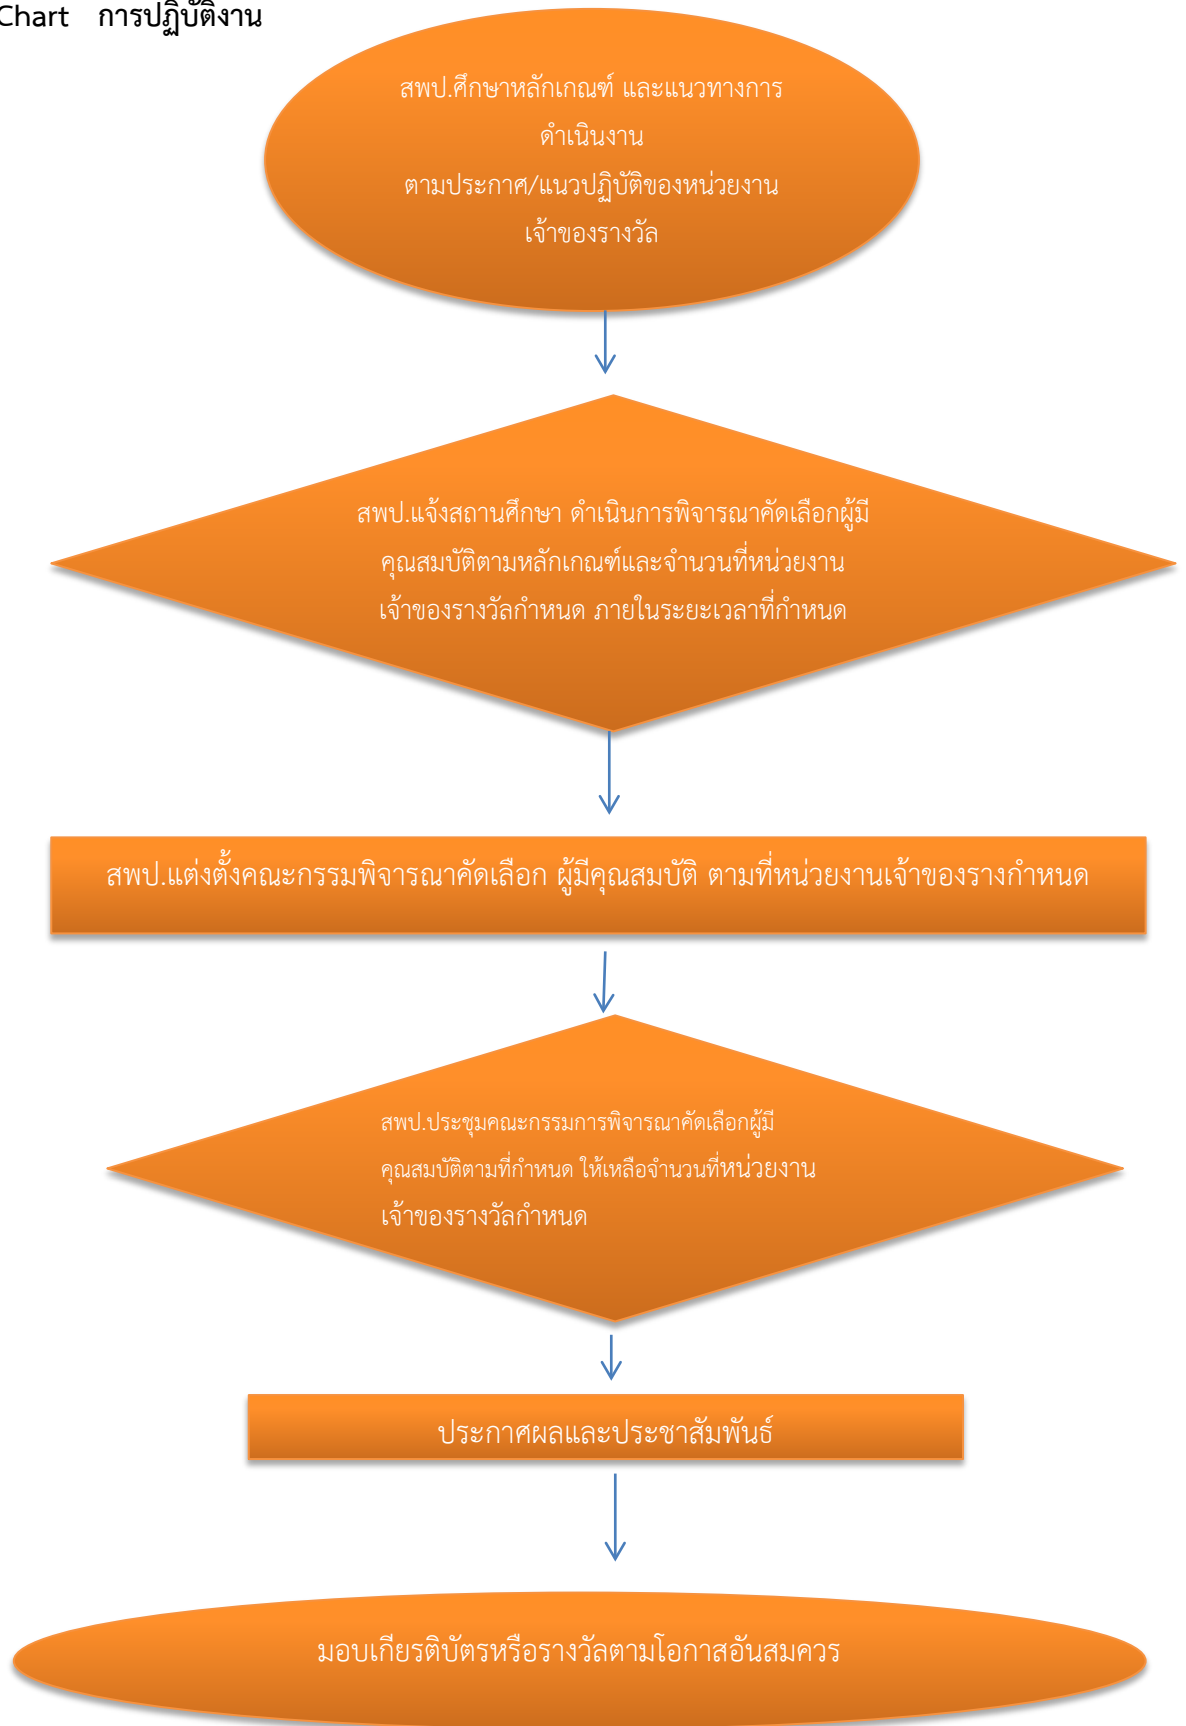 Chart การปฏิบัติงาน
สพป.ศึกษาหลักเกณฑ์ และแนวทางการ
ดำเนินงาน
ตามประกาศ/แนวปฏิบัติของหน่วยงาน
เจ้าของรางวัล
สพป.แจ้งสถานศึกษา ดำเนินการพิจารณาคัดเลือกผู้มี
คุณสมบัติตามหลักเกณฑ์และจำนวนที่หน่วยงาน
เจ้าของรางวัลกำหนด ภายในระยะเวลาที่กำหนด
สพป.แต่งตั้งคณะกรรมพิจารณาคัดเลือก ผู้มีคุณสมบัติ ตามที่หน่วยงานเจ้าของรางกำหนด
สพป.ประชุมคณะกรรมการพิจารณาคัดเลือกผู้มี
คุณสมบัติตามที่กำหนด ให้เหลือจำนวนที่หน่วยงาน
เจ้าของรางวัลกำหนด
ประกาศผลและประชาสัมพันธ์
มอบเกียรติบัตรหรือรางวัลตามโอกาสอันสมควร